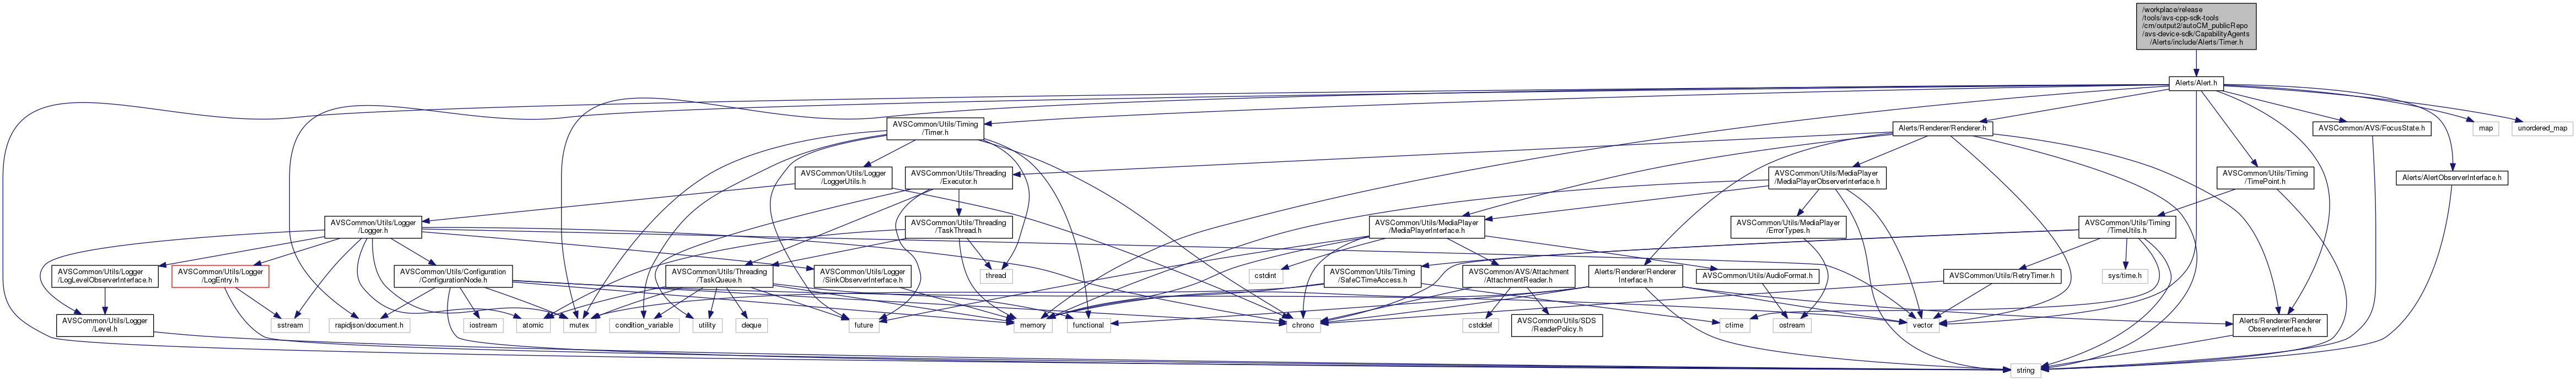 /workplace/release
/tools/avs-cpp-sdk-tools
/cm/output2/autoCM_publicRepo
/avs-device-sdk/CapabilityAgents
/Alerts/include/Alerts/Timer.h
Alerts/Alert.h
AVSCommon/Utils/Timing
/Timer.h
Alerts/Renderer/Renderer.h
AVSCommon/AVS/FocusState.h
map
unordered_map
AVSCommon/Utils/Logger
/LoggerUtils.h
AVSCommon/Utils/Threading
/Executor.h
AVSCommon/Utils/MediaPlayer
/MediaPlayerObserverInterface.h
AVSCommon/Utils/Timing
/TimePoint.h
Alerts/AlertObserverInterface.h
AVSCommon/Utils/Logger
/Logger.h
AVSCommon/Utils/Threading
/TaskThread.h
AVSCommon/Utils/MediaPlayer
/MediaPlayerInterface.h
AVSCommon/Utils/MediaPlayer
/ErrorTypes.h
AVSCommon/Utils/Timing
/TimeUtils.h
AVSCommon/Utils/Logger
/LogLevelObserverInterface.h
AVSCommon/Utils/Logger
/LogEntry.h
AVSCommon/Utils/Configuration
/ConfigurationNode.h
AVSCommon/Utils/Threading
/TaskQueue.h
AVSCommon/Utils/Logger
/SinkObserverInterface.h
thread
cstdint
AVSCommon/Utils/Timing
/SafeCTimeAccess.h
AVSCommon/AVS/Attachment
/AttachmentReader.h
Alerts/Renderer/Renderer
Interface.h
AVSCommon/Utils/AudioFormat.h
AVSCommon/Utils/RetryTimer.h
sys/time.h
AVSCommon/Utils/Logger
/Level.h
sstream
rapidjson/document.h
iostream
atomic
mutex
condition_variable
utility
deque
future
memory
functional
chrono
cstddef
AVSCommon/Utils/SDS
/ReaderPolicy.h
ctime
ostream
vector
Alerts/Renderer/Renderer
ObserverInterface.h
string